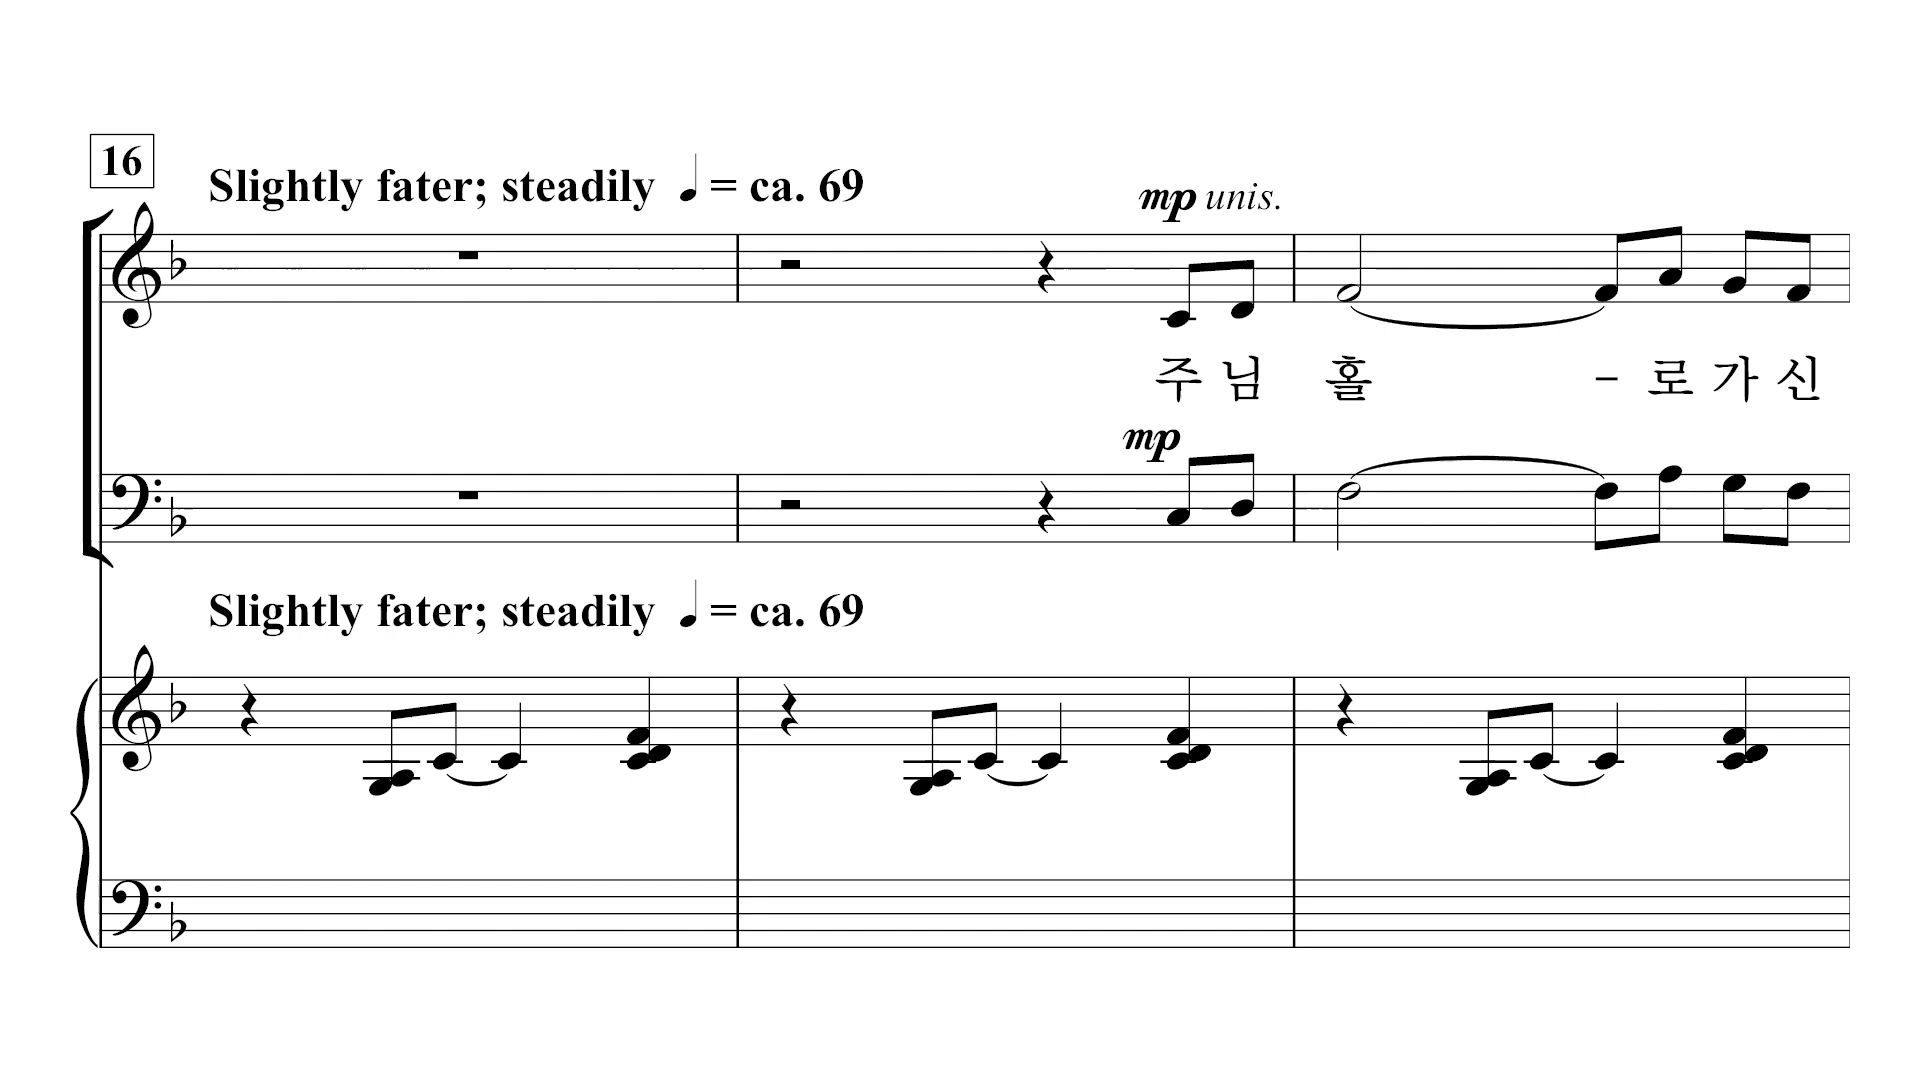 16
Slightly fater; steadily ♩= ca. 69
mp unis.
주님 홀 - 로 가 신
mp
Slightly fater; steadily ♩= ca. 69